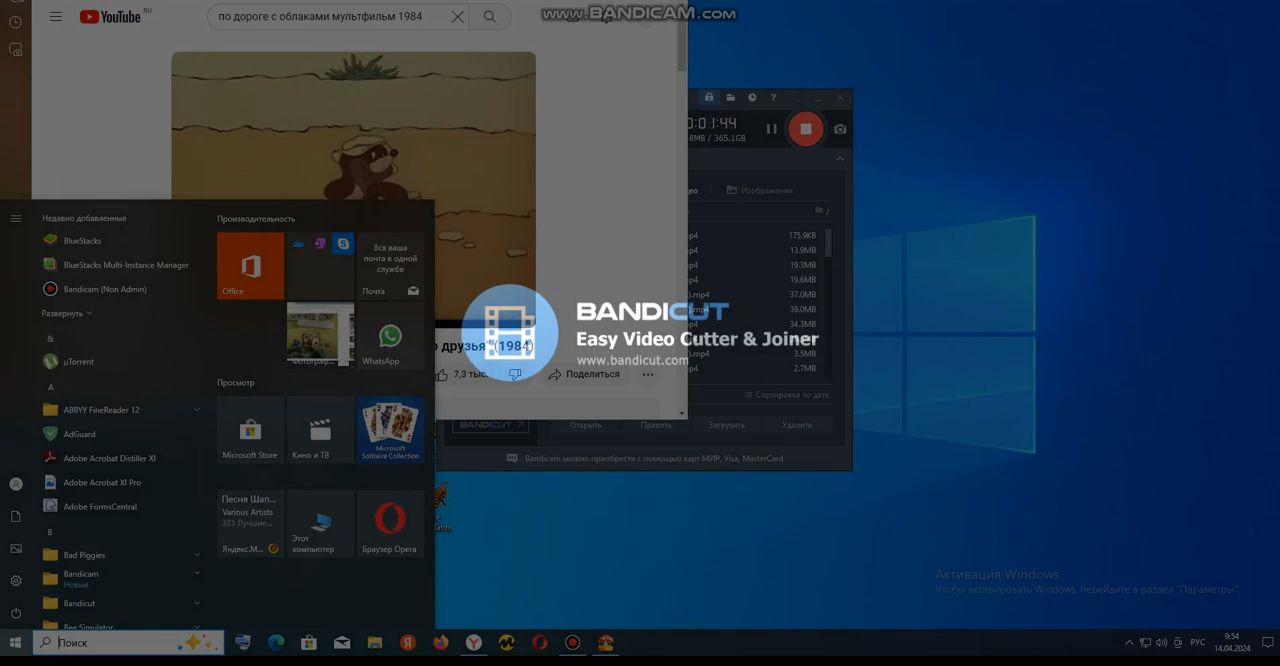 YouTube RU
по дороге с облаками мультфильм 1984
www.BANDICAM.com
1:44
/ 365.1GB
Изображения
175.9KB
13.9MB
19.3MB
19.6MB
37.0MB
39.0MB
34.3MB
3.5MB
2.7MB
Сортировка по дате
Открыть
Править
Загрузить
Удалить
BANDICUT
Bandicam можно приобрести с помощью карт МИР, Visa, MasterCard
друзья" (1984)
7,3 тыс.
Поделиться
BANDICUT
Easy Video Cutter & Joiner
www.bandicut.com
Недавно добавленные
BlueStacks
BlueStacks Multi-Instance Manager
Bandicam (Non Admin)
Развернуть
&
µTorrent
A
ABBYY FineReader 12
AdGuard
Adobe Acrobat Distiller XI
Adobe Acrobat XI Pro
Adobe FormsCentral
B
Bad Piggies
Bandicam
Новые
Bandicut
Bee Simulator
Производительность
Office
Вся ваша
почта в одной
службе
Почта
WhatsApp
Просмотр
Microsoft Store
Кино и ТВ
Microsoft
Solitaire Collection
Песня Шап...
Various Artists
333 Лучшие...
Яндекс.М...
Этот
компьютер
Браузер Opera
Активация Windows
Чтобы активировать Windows, перейдите в раздел "Параметры".
Поиск
РУС
9:54
14.04.2024